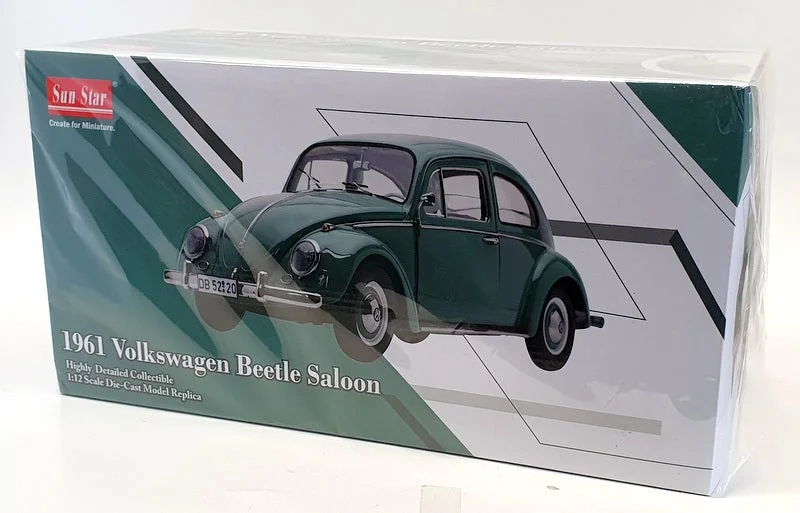 Sun Star®
Create for Miniature.
DB 52 20
1961 Volkswagen Beetle Saloon
Highly Detailed Collectible
1:12 Scale Die-Cast Model Replica